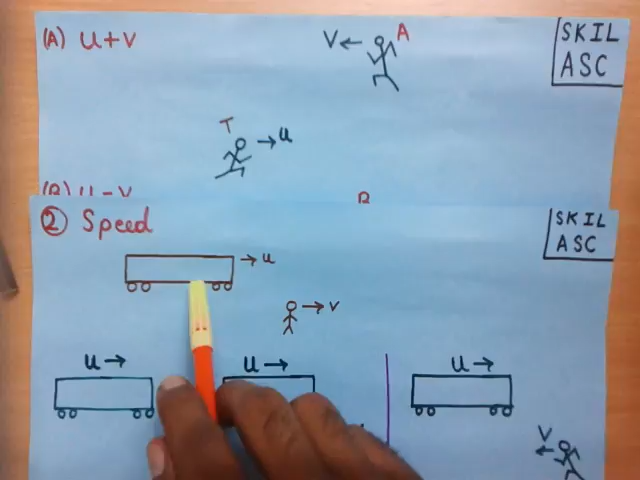 (A) U+V
V ← A
SKIL
ASC
T → u
(B) U-V
B
② Speed
SKIL
ASC
→ u
→ V
U →
U →
U →
V ←